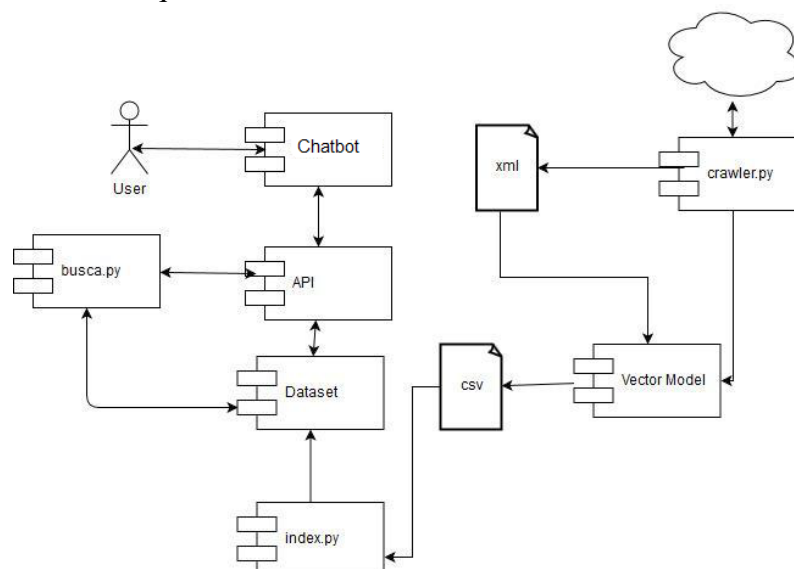 Chatbot
xml
crawler.py
User
busca.py
API
Dataset
csv
Vector Model
index.py